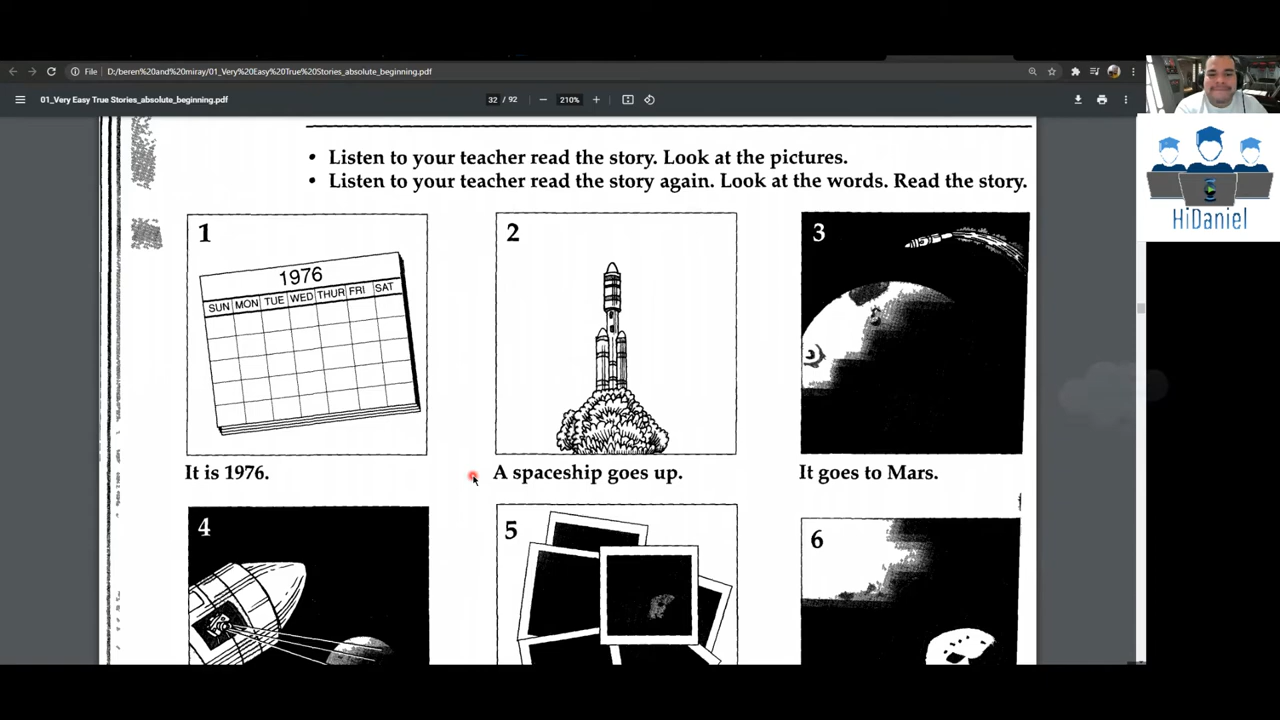 File D:/beren%20and%20miray/01_Very%20Easy%20True%20Stories_absolute_beginning.pdf
01_Very Easy True Stories_absolute_beginning.pdf
32 / 92
210%
• Listen to your teacher read the story. Look at the pictures.
• Listen to your teacher read the story again. Look at the words. Read the story.
HiDaniel
1
1976
SUN MON TUE WED THUR FRI SAT
2
3
It is 1976.
A spaceship goes up.
It goes to Mars.
4
5
6